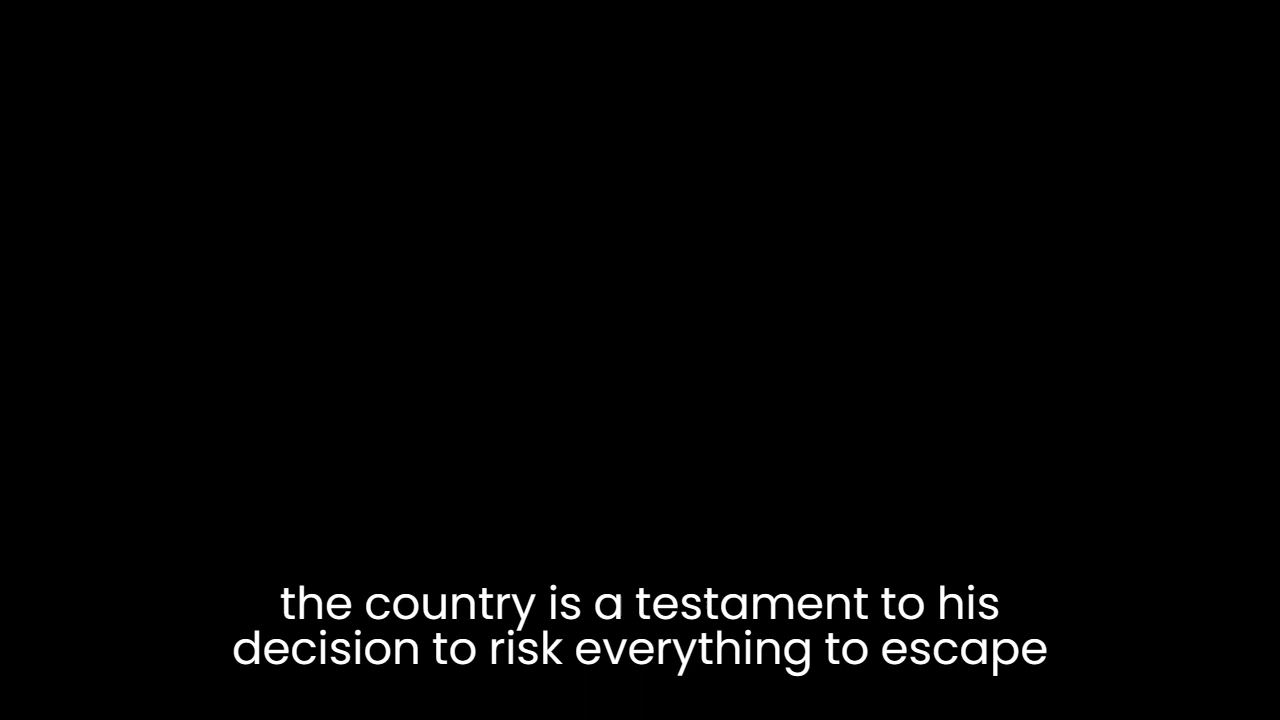 the country is a testament to his
decision to risk everything to escape